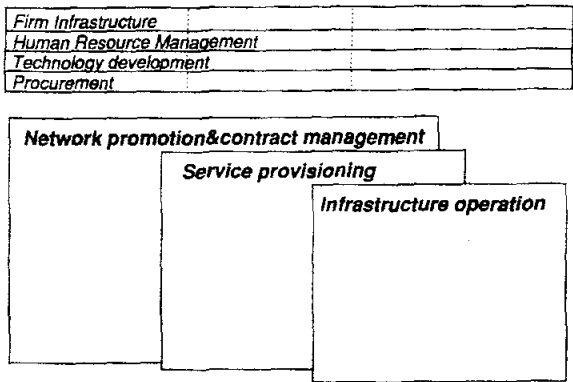 Firm Infrastructure
Human Resource Management
Technology development
Procurement
Network promotion&contract management
Service provisioning
Infrastructure operation